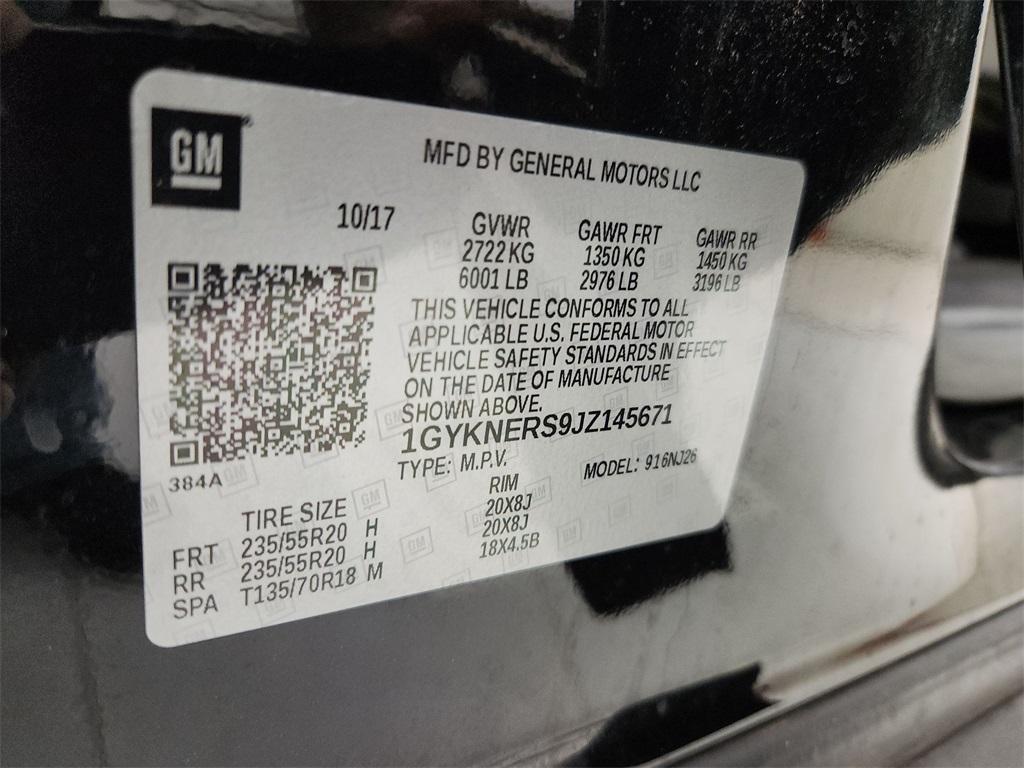 GM
MFD BY GENERAL MOTORS LLC
10/17
GVWR GAWR FRT GAWR RR
2722 KG 1350 KG 1450 KG
6001 LB 2976 LB 3196 LB
THIS VEHICLE CONFORMS TO ALL
APPLICABLE U.S. FEDERAL MOTOR
VEHICLE SAFETY STANDARDS IN EFFECT
ON THE DATE OF MANUFACTURE
SHOWN ABOVE.
1GYKNERS9JZ145671
TYPE: M.P.V. MODEL: 916NJ26
384A
TIRE SIZE RIM
FRT 235/55R20 H 20X8J
RR 235/55R20 H 20X8J
SPA T135/70R18 M 18X4.5B